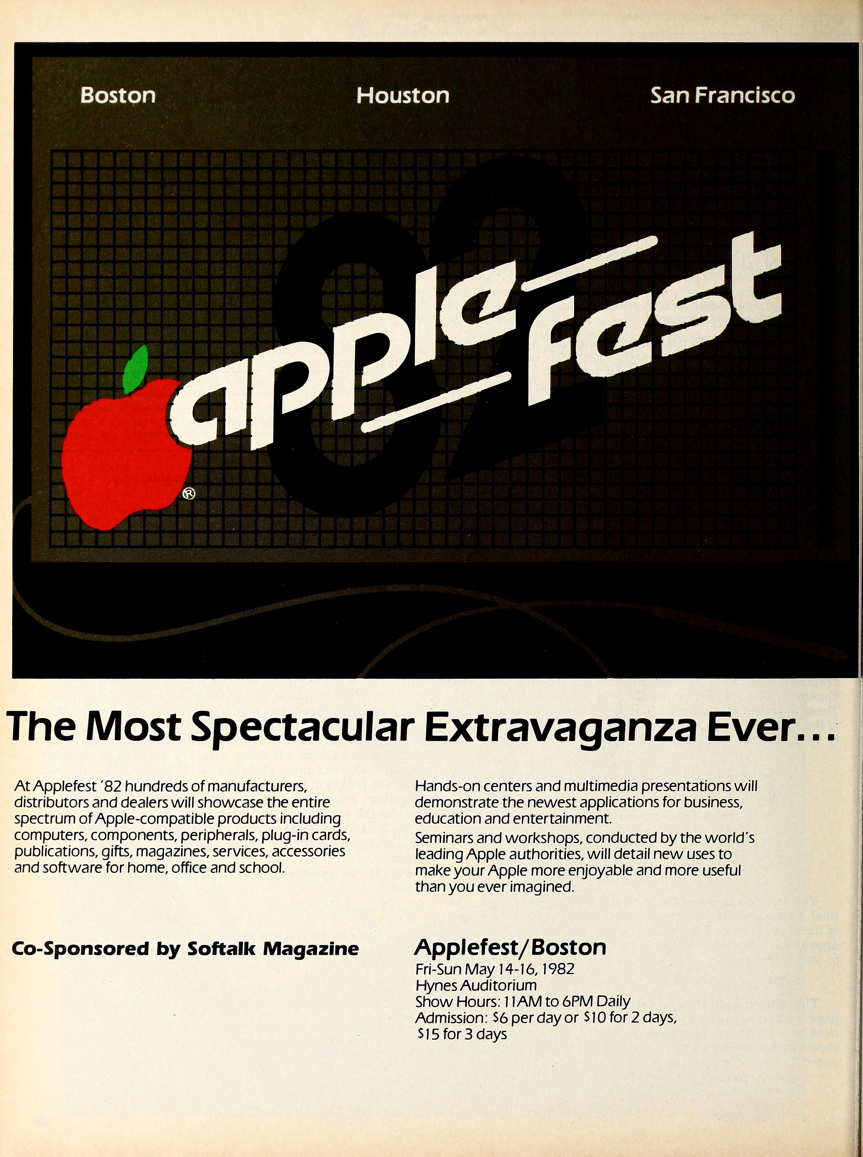 Boston Houston San Francisco
82
apple
fest
®
The Most Spectacular Extravaganza Ever...
At Applefest '82 hundreds of manufacturers,
distributors and dealers will showcase the entire
spectrum of Apple-compatible products including
computers, components, peripherals, plug-in cards,
publications, gifts, magazines, services, accessories
and software for home, office and school.
Co-Sponsored by Softalk Magazine
Hands-on centers and multimedia presentations will
demonstrate the newest applications for business,
education and entertainment.
Seminars and workshops, conducted by the world's
leading Apple authorities, will detail new uses to
make your Apple more enjoyable and more useful
than you ever imagined.
Applefest/Boston
Fri-Sun May 14-16, 1982
Hynes Auditorium
Show Hours: 11AM to 6PM Daily
Admission: $6 per day or $10 for 2 days,
$15 for 3 days